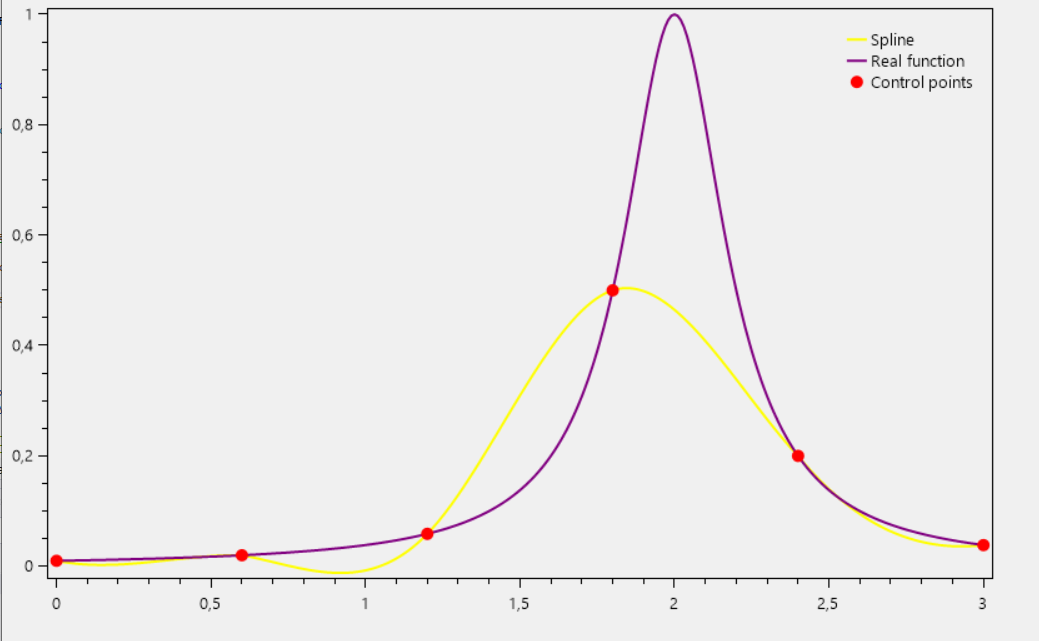 1
Spline
Real function
Control points
0,8
0,6
0,4
0,2
0
0 0,5 1 1,5 2 2,5 3